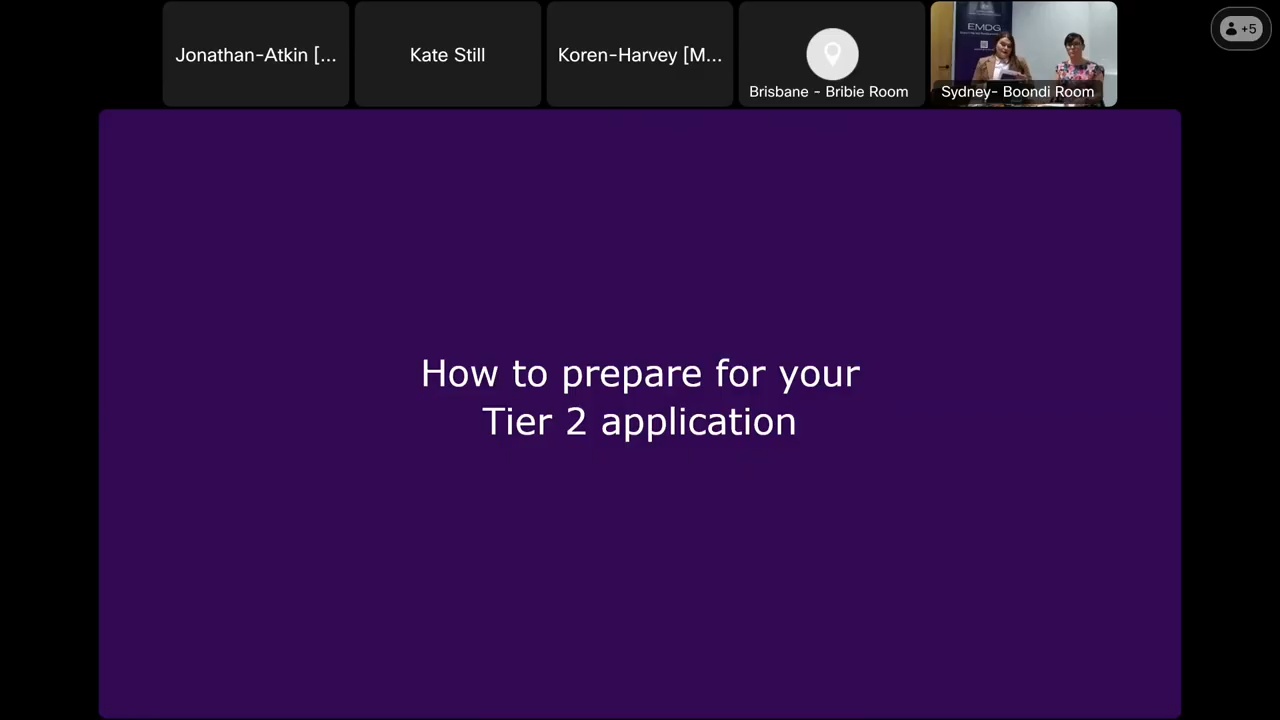 Jonathan-Atkin [...
Kate Still
Koren-Harvey [M...
Brisbane - Bribie Room
EMDG
Sydney- Boondi Room
+5
How to prepare for your
Tier 2 application